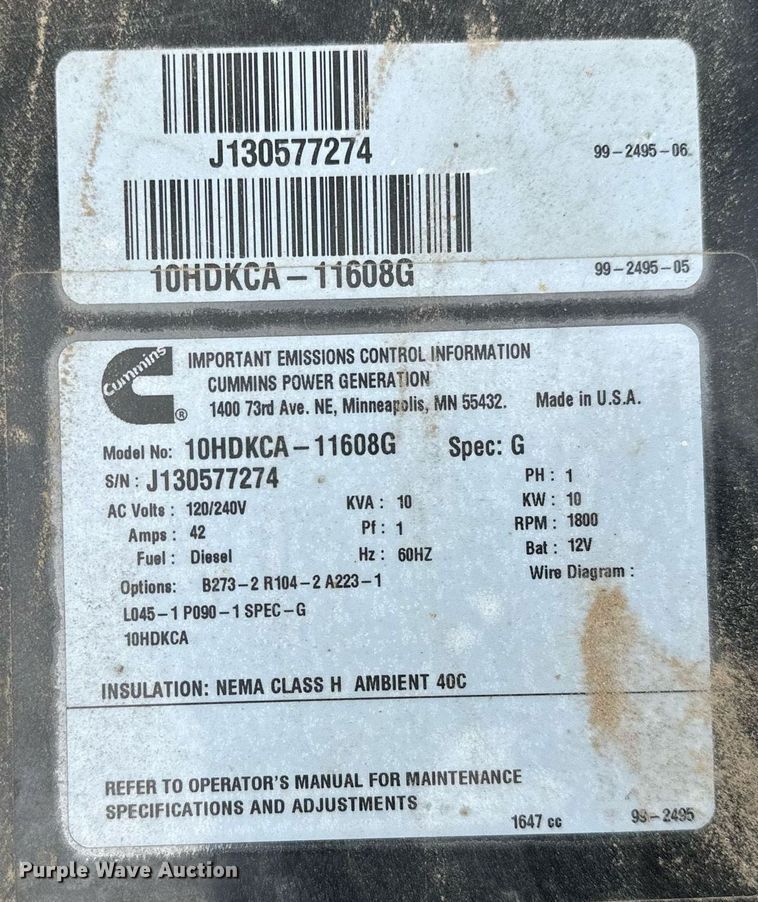 J130577274
99-2495-06
10HDKCA-11608G
99-2495-05
Cummins
®
IMPORTANT EMISSIONS CONTROL INFORMATION
CUMMINS POWER GENERATION
1400 73rd Ave. NE, Minneapolis, MN 55432. Made in U.S.A.
Model No: 10HDKCA-11608G Spec: G
S/N : J130577274 PH : 1
AC Volts : 120/240V KVA : 10 KW : 10
Amps : 42 Pf : 1 RPM : 1800
Fuel : Diesel Hz : 60HZ Bat : 12V
Options: B273-2 R104-2 A223-1 Wire Diagram :
L045-1 P090-1 SPEC-G
10HDKCA
INSULATION: NEMA CLASS H AMBIENT 40C
REFER TO OPERATOR'S MANUAL FOR MAINTENANCE
SPECIFICATIONS AND ADJUSTMENTS
1647 cc 99-2495
Purple Wave Auction